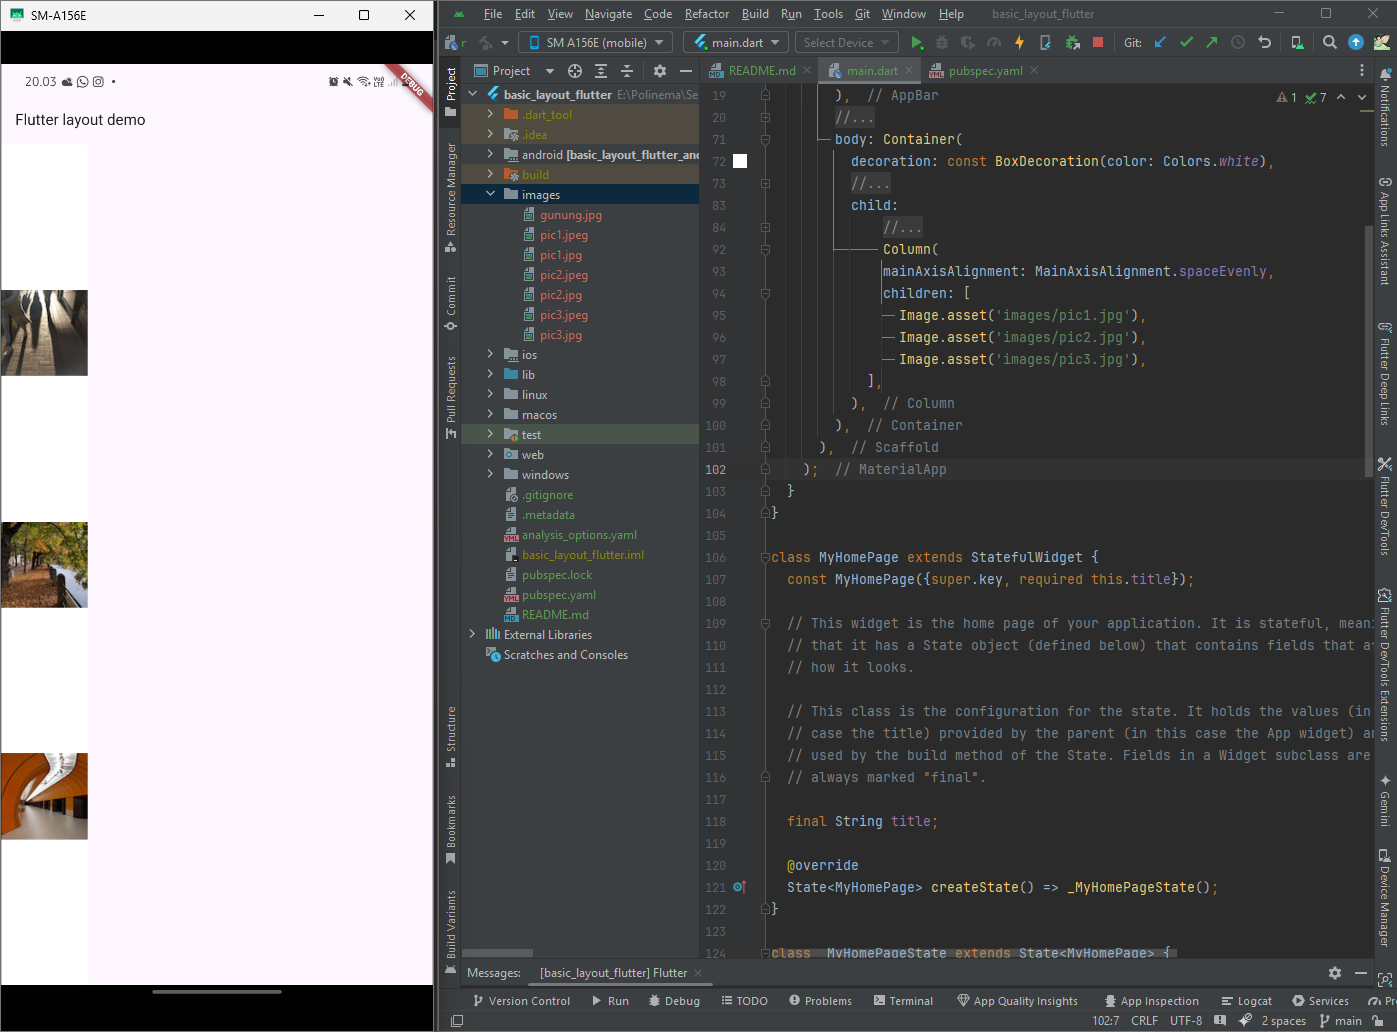 SM-A156E
20.03
DEBUG
Flutter layout demo
File Edit View Navigate Code Refactor Build Run Tools Git Window Help basic_layout_flutter
SM A156E (mobile) main.dart Select Device Git:
Project
README.md main.dart pubspec.yaml
basic_layout_flutter E:\Polinema\Se
.dart_tool
.idea
android [basic_layout_flutter_and
build
images
gunung.jpg
pic1.jpeg
pic1.jpg
pic2.jpeg
pic2.jpg
pic3.jpeg
pic3.jpg
ios
lib
linux
macos
test
web
windows
.gitignore
.metadata
analysis_options.yaml
basic_layout_flutter.iml
pubspec.lock
pubspec.yaml
README.md
External Libraries
Scratches and Consoles
Project
Resource Manager
Commit
Pull Requests
Structure
Bookmarks
Build Variants
1 7
19 ), // AppBar
20 //...
71 body: Container(
72 decoration: const BoxDecoration(color: Colors.white),
73 //...
83 child:
84 //...
92 Column(
93 mainAxisAlignment: MainAxisAlignment.spaceEvenly,
94 children: [
95 Image.asset('images/pic1.jpg'),
96 Image.asset('images/pic2.jpg'),
97 Image.asset('images/pic3.jpg'),
98 ],
99 ), // Column
100 ), // Container
101 ), // Scaffold
102 ); // MaterialApp
103 }
104 }
105
106 class MyHomePage extends StatefulWidget {
107 const MyHomePage({super.key, required this.title});
108
109 // This widget is the home page of your application. It is stateful, mean
110 // that it has a State object (defined below) that contains fields that a
111 // how it looks.
112
113 // This class is the configuration for the state. It holds the values (in
114 // case the title) provided by the parent (in this case the App widget) a
115 // used by the build method of the State. Fields in a Widget subclass are
116 // always marked "final".
117
118 final String title;
119
120 @override
121 State<MyHomePage> createState() => _MyHomePageState();
122 }
123
124 class _MyHomePageState extends State<MyHomePage> {
Notifications
App Links Assistant
Flutter Deep Links
Flutter DevTools
Flutter DevTools Extensions
Gemini
Device Manager
Messages: [basic_layout_flutter] Flutter
Version Control Run Debug TODO Problems Terminal App Quality Insights App Inspection Logcat Services Pr
102:7 CRLF UTF-8 2 spaces main